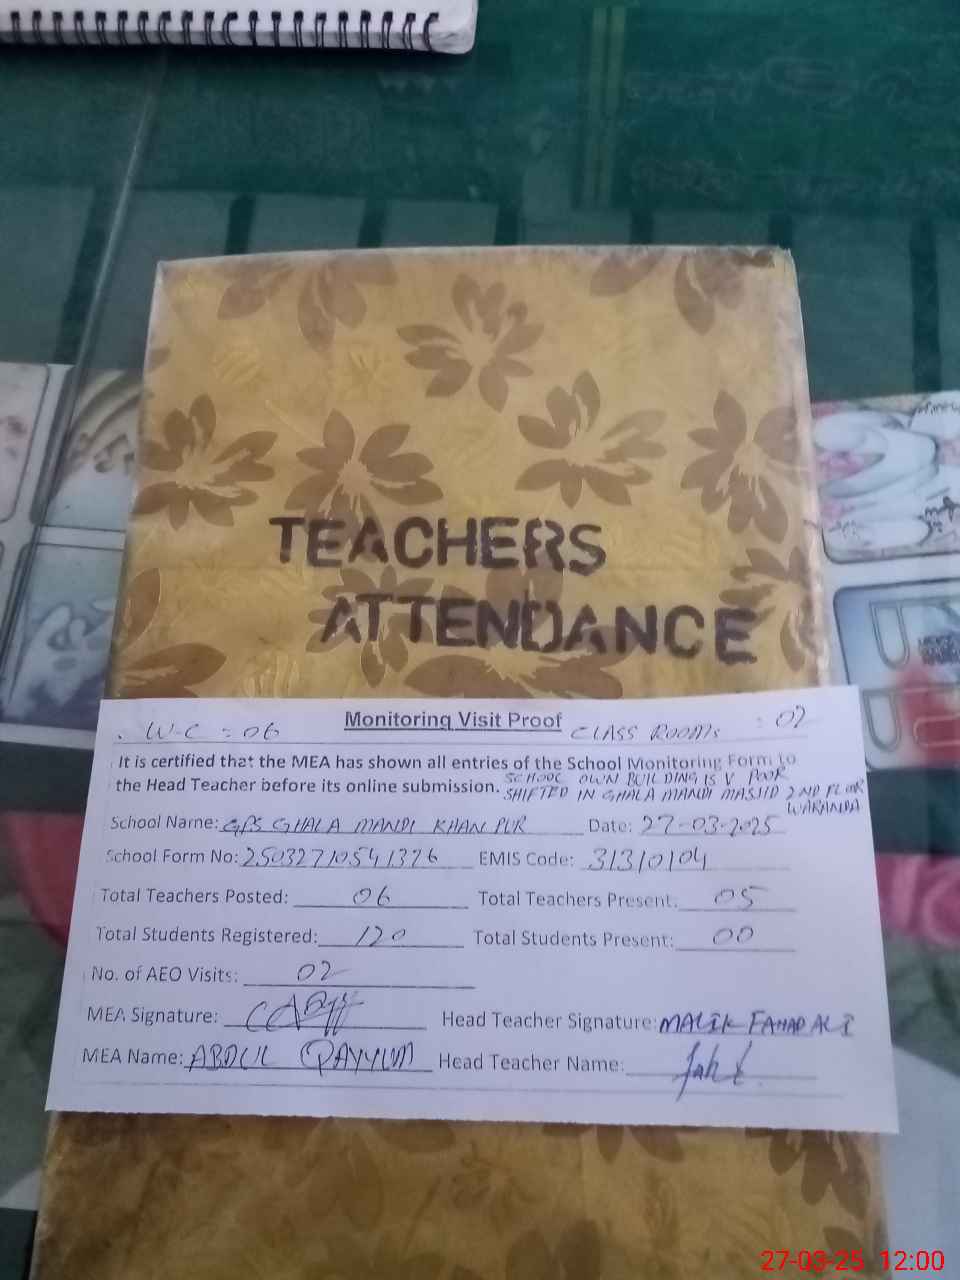 TEACHERS
ATTENDANCE
. W-C = 06 Monitoring Visit Proof CLASS ROOMs : 02
It is certified that the MEA has shown all entries of the School Monitoring Form to
the Head Teacher before its online submission. SCHOOL OWN BUILDING IS V POOR
SHIFTED IN GHALA MANDI MASJID 2ND FLOR
WARANDA
School Name: GPS GHALA MANDI KHAN PUR Date: 27-03-2025
School Form No: 25032710541326 EMIS Code: 31310104
Total Teachers Posted: 06 Total Teachers Present: 05
Total Students Registered: 120 Total Students Present: 00
No. of AEO Visits: 02
MEA Signature: Head Teacher Signature: MALIK FAHAD ALI
MEA Name: ABDUL QAYYUM Head Teacher Name:
27-03-25 12:00